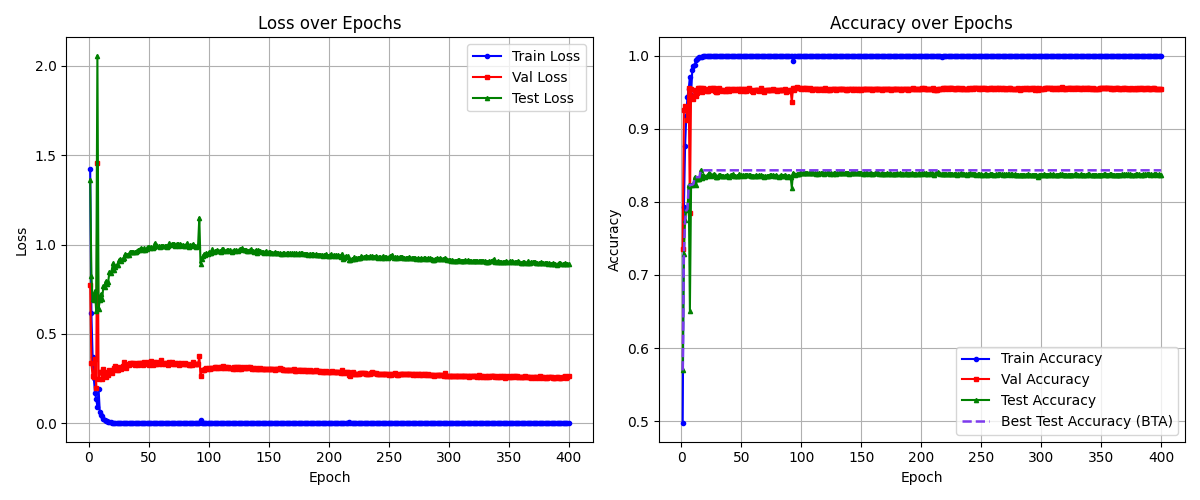 Loss over Epochs
Train Loss
Val Loss
Test Loss
2.0
1.5
1.0
0.5
0.0
Loss
0 50 100 150 200 250 300 350 400
Epoch
Accuracy over Epochs
1.0
0.9
0.8
0.7
0.6
0.5
Accuracy
Train Accuracy
Val Accuracy
Test Accuracy
Best Test Accuracy (BTA)
0 50 100 150 200 250 300 350 400
Epoch